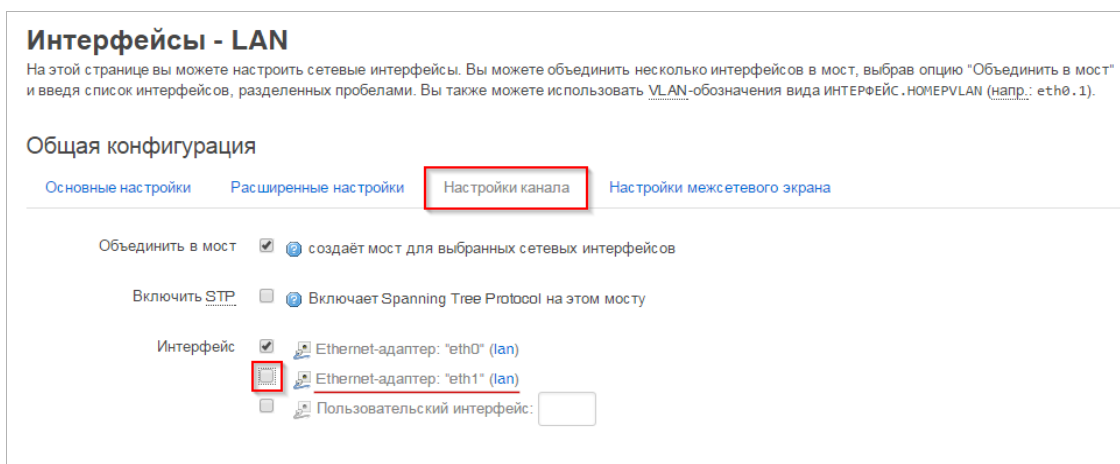 Интерфейсы - LAN
На этой странице вы можете настроить сетевые интерфейсы. Вы можете объединить несколько интерфейсов в мост, выбрав опцию "Объединить в мост"
и введя список интерфейсов, разделенных пробелами. Вы также можете использовать VLAN-обозначения вида ИНТЕРФЕЙС.НОМЕРVLAN (напр.: eth0.1).
Общая конфигурация
Основные настройки Расширенные настройки Настройки канала Настройки межсетевого экрана
Объединить в мост создаёт мост для выбранных сетевых интерфейсов
Включить STP Включает Spanning Tree Protocol на этом мосту
Интерфейс Ethernet-адаптер: "eth0" (lan)
Ethernet-адаптер: "eth1" (lan)
Пользовательский интерфейс: